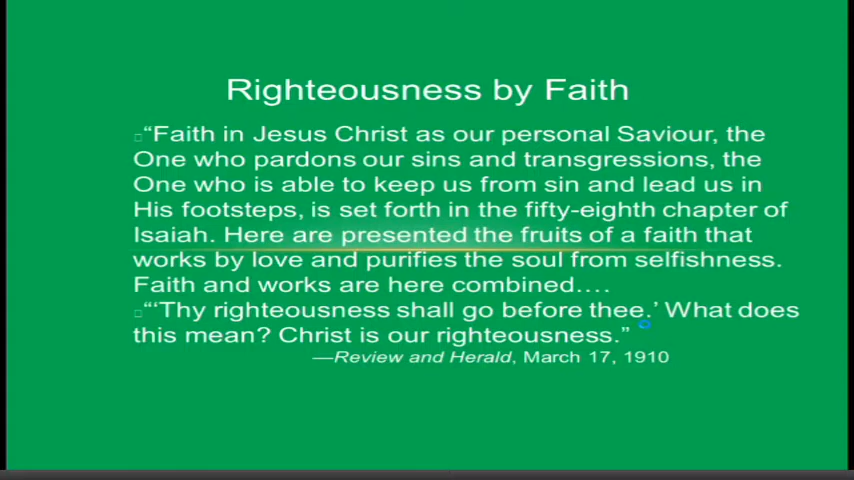 Righteousness by Faith
“Faith in Jesus Christ as our personal Saviour, the
One who pardons our sins and transgressions, the
One who is able to keep us from sin and lead us in
His footsteps, is set forth in the fifty-eighth chapter of
Isaiah. Here are presented the fruits of a faith that
works by love and purifies the soul from selfishness.
Faith and works are here combined....
“‘Thy righteousness shall go before thee.’ What does
this mean? Christ is our righteousness.”
—Review and Herald, March 17, 1910